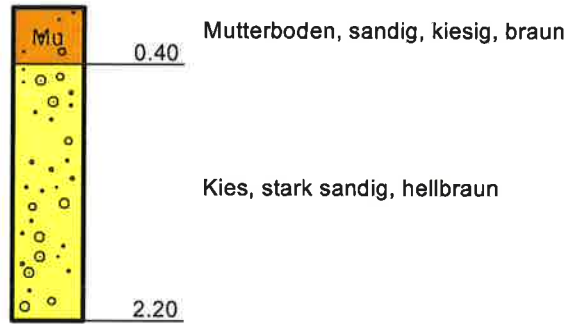 Mu
Mutterboden, sandig, kiesig, braun
0.40
Kies, stark sandig, hellbraun
2.20